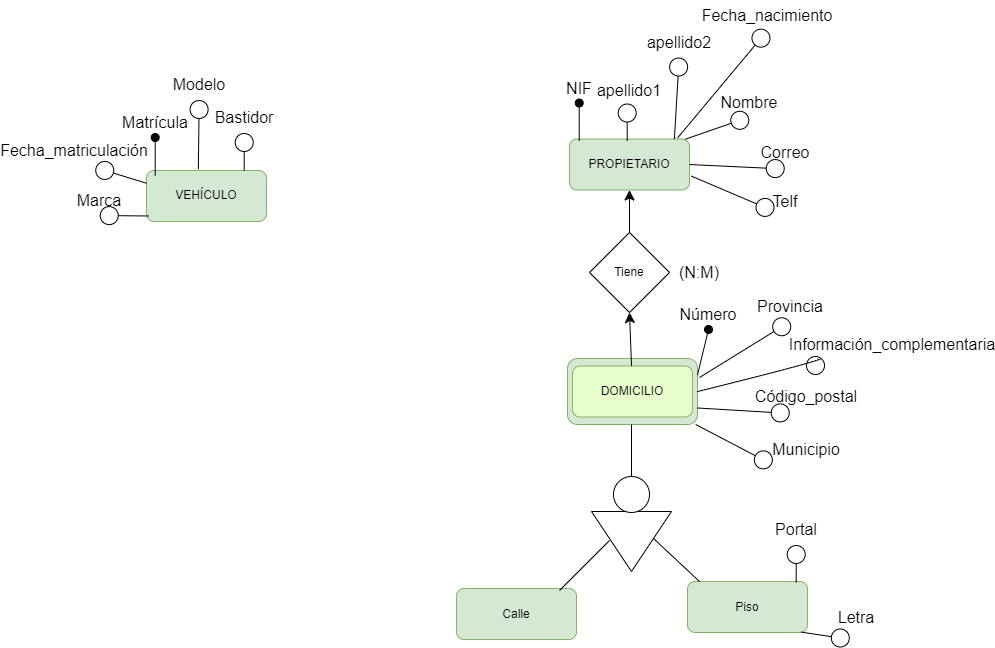 Fecha_nacimiento
apellido2
Modelo
NIF
apellido1
Nombre
Matrícula
Bastidor
Fecha_matriculación
Correo
PROPIETARIO
VEHÍCULO
Marca
Telf
Tiene
(N:M)
Número
Provincia
Información_complementaria
DOMICILIO
Código_postal
Municipio
Portal
Calle
Piso
Letra